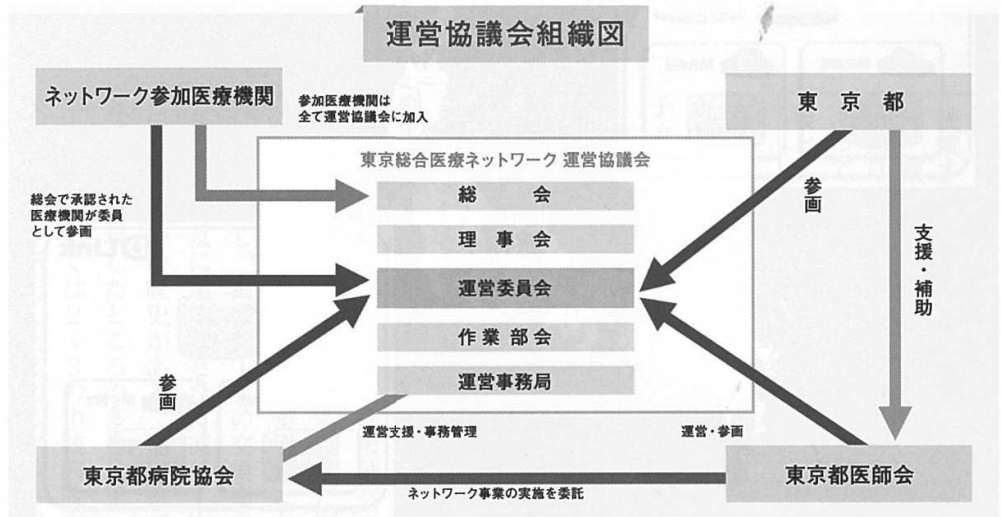 運営協議会組織図
ネットワーク参加医療機関
参加医療機関は
全て運営協議会に加入
東京都
東京総合医療ネットワーク 運営協議会
総会
理事会
運営委員会
作業部会
運営事務局
総会で承認された
医療機関が委員
として参画
参画
支援・補助
参画
運営支援・事務管理
運営・参画
東京都病院協会
ネットワーク事業の実施を委託
東京都医師会